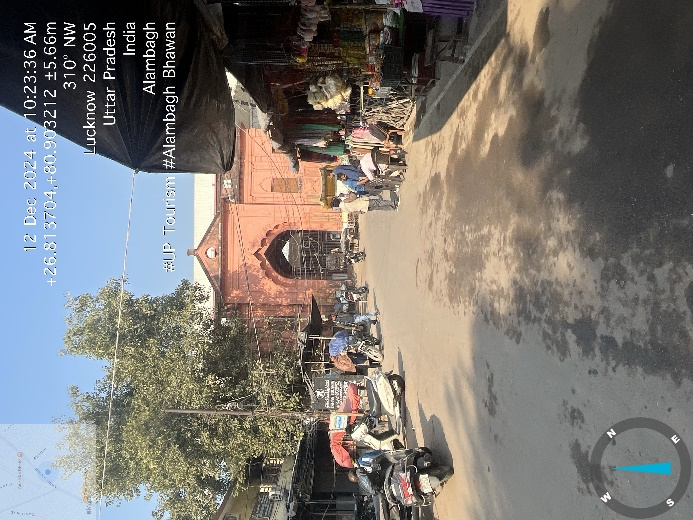 12 Dec 2024 at 10:23:36 AM
+26.813704,+80.903212 ±5.66m
310° NW
Lucknow 226005
Uttar Pradesh
India
Alambagh
#UP Tourism #Alambagh Bhawan
N
E
S
W